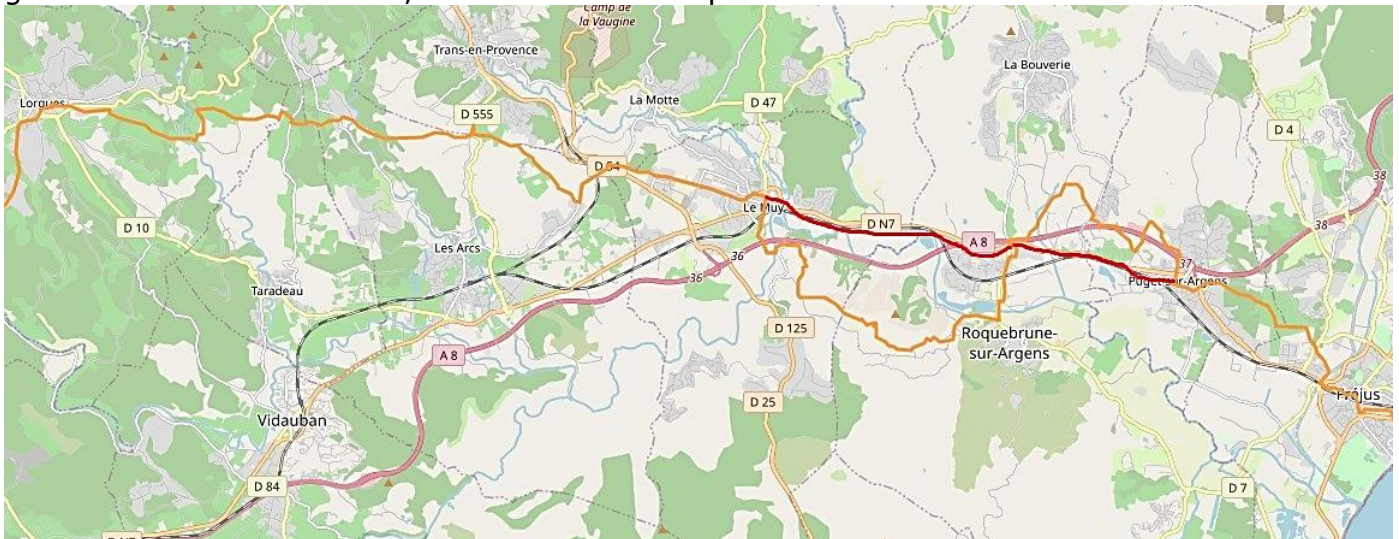 Camp de
la Vaugine
Trans-en-Provence
La Bouverie
Lorgues
La Motte
D 47
D 555
D 4
D 54
38
Le Muy
D N7
D 10
38
Les Arcs
A 8
36
37
36
Puget-sur-Argens
Taradeau
D 125
Roquebrune-
sur-Argens
A 8
Fréjus
D 25
Vidauban
D 84
D 7